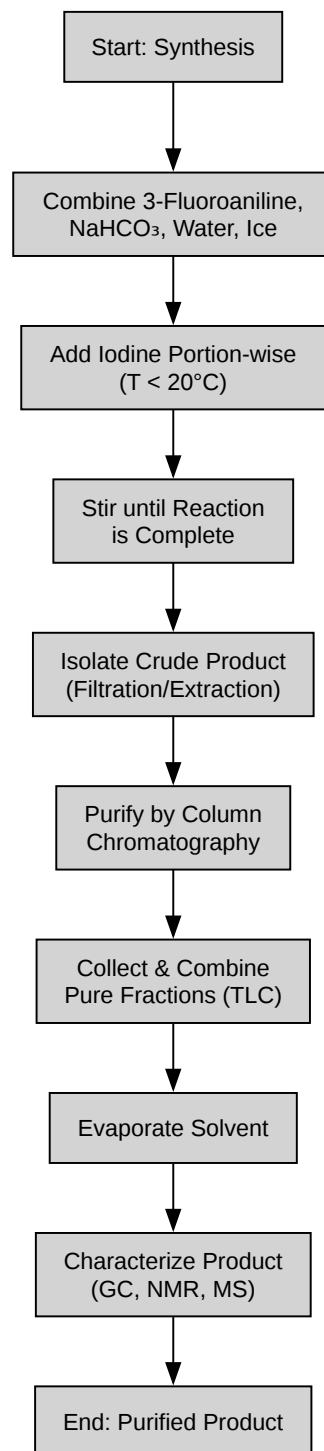 Start: Synthesis
Combine 3-Fluoroaniline,
NaHCO₃, Water, Ice
Add Iodine Portion-wise
(T < 20°C)
Stir until Reaction
is Complete
Isolate Crude Product
(Filtration/Extraction)
Purify by Column
Chromatography
Collect & Combine
Pure Fractions (TLC)
Evaporate Solvent
Characterize Product
(GC, NMR, MS)
End: Purified Product